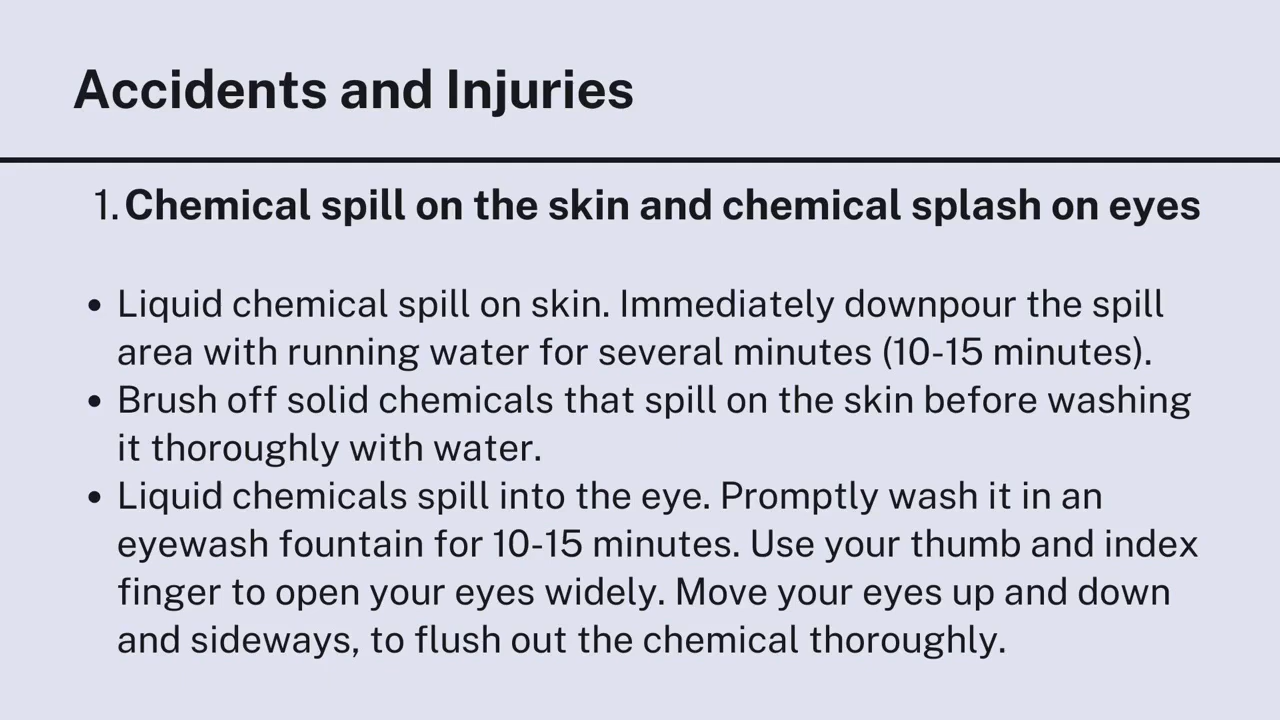 Accidents and Injuries
1. Chemical spill on the skin and chemical splash on eyes
• Liquid chemical spill on skin. Immediately downpour the spill
area with running water for several minutes (10-15 minutes).
• Brush off solid chemicals that spill on the skin before washing
it thoroughly with water.
• Liquid chemicals spill into the eye. Promptly wash it in an
eyewash fountain for 10-15 minutes. Use your thumb and index
finger to open your eyes widely. Move your eyes up and down
and sideways, to flush out the chemical thoroughly.